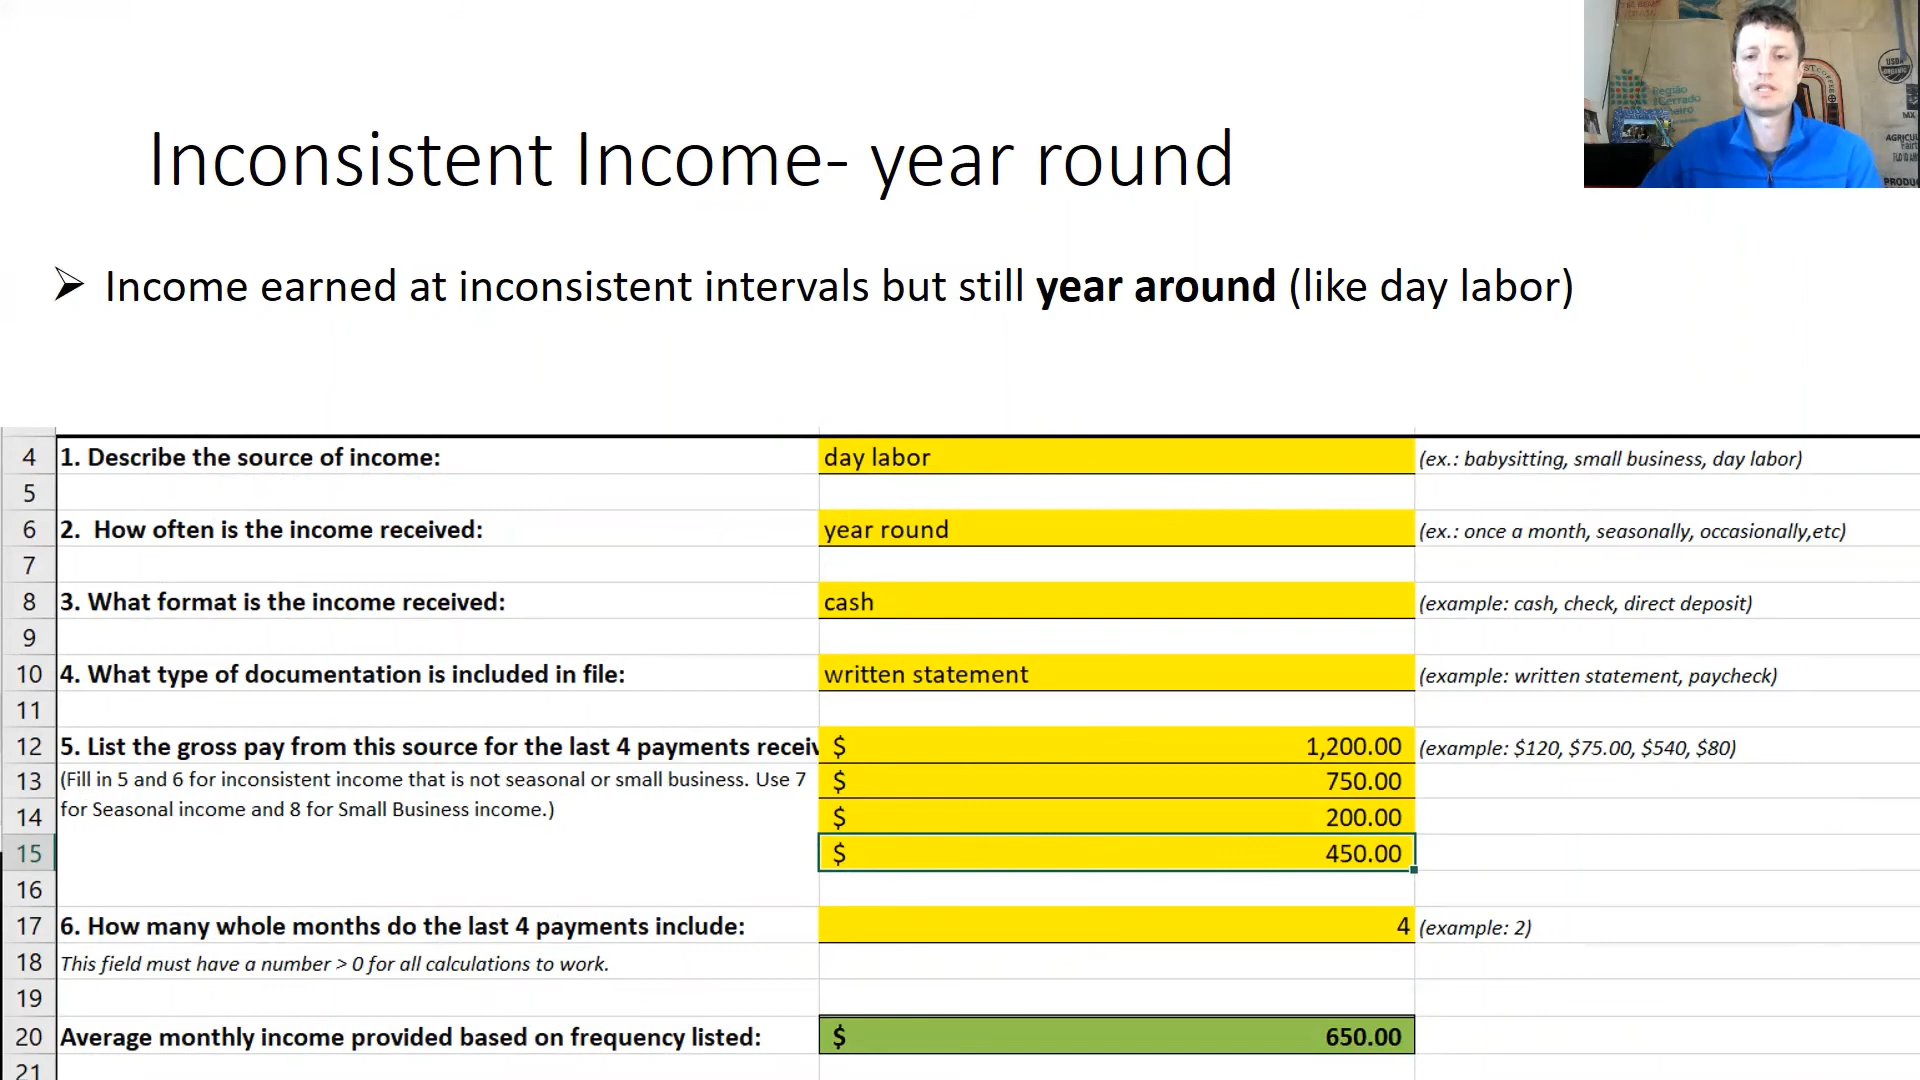 Inconsistent Income- year round
Região
Cerrado
USDA
ORGANIC
MX
PRODUC
➢ Income earned at inconsistent intervals but still year around (like day labor)
4 1. Describe the source of income: day labor (ex.: babysitting, small business, day labor)
5
6 2. How often is the income received: year round (ex.: once a month, seasonally, occasionally,etc)
7
8 3. What format is the income received: cash (example: cash, check, direct deposit)
9
10 4. What type of documentation is included in file: written statement (example: written statement, paycheck)
11
12 5. List the gross pay from this source for the last 4 payments receiv $ 1,200.00 (example: $120, $75.00, $540, $80)
13 (Fill in 5 and 6 for inconsistent income that is not seasonal or small business. Use 7 $ 750.00
14 for Seasonal income and 8 for Small Business income.) $ 200.00
15 $ 450.00
16
17 6. How many whole months do the last 4 payments include: 4 (example: 2)
18 This field must have a number > 0 for all calculations to work.
19
20 Average monthly income provided based on frequency listed: $ 650.00
21